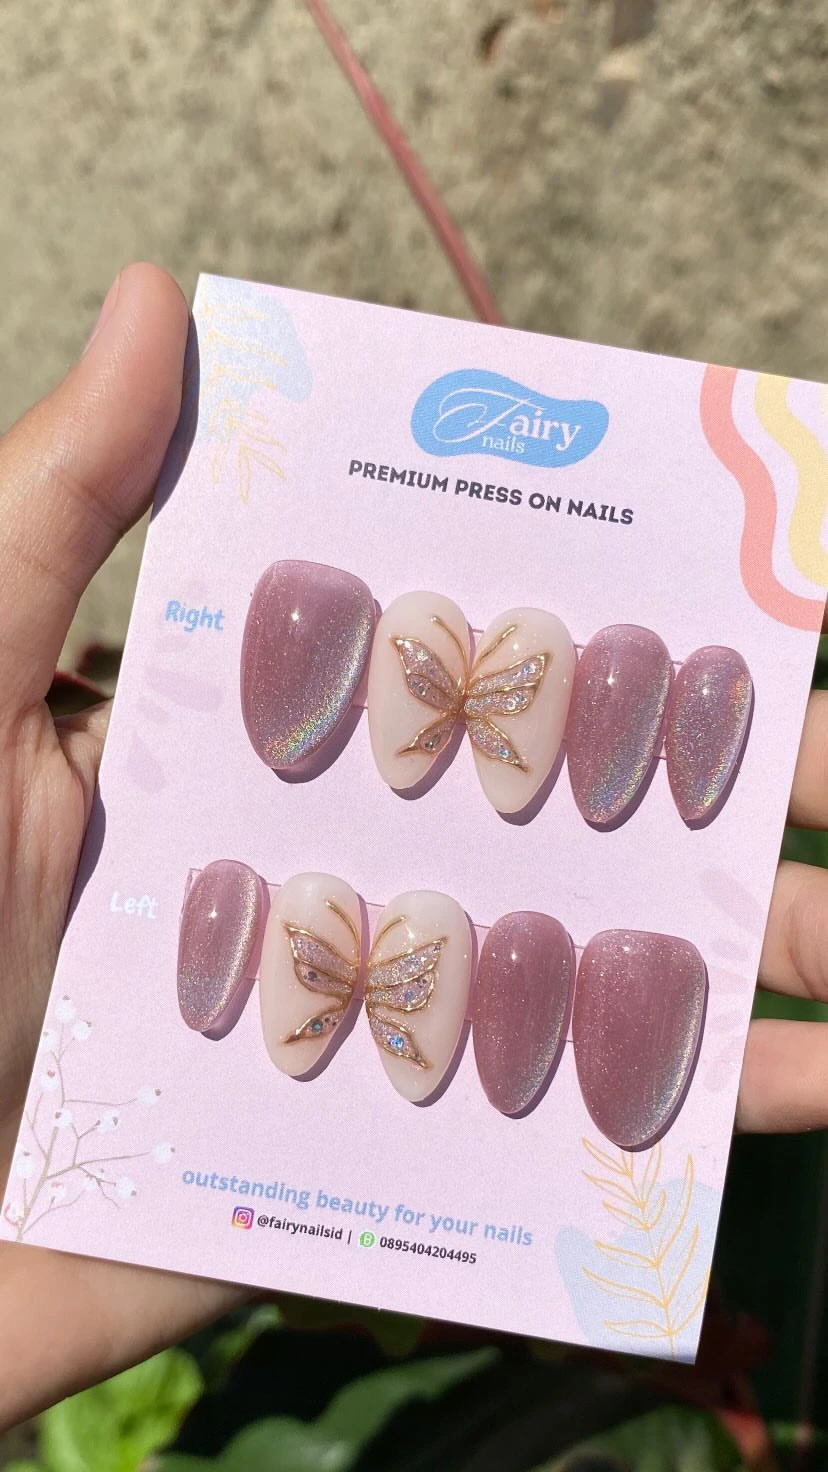 Fairy
nails
PREMIUM PRESS ON NAILS
Right
Left
outstanding beauty for your nails
@fairynailsid | 0895404204495